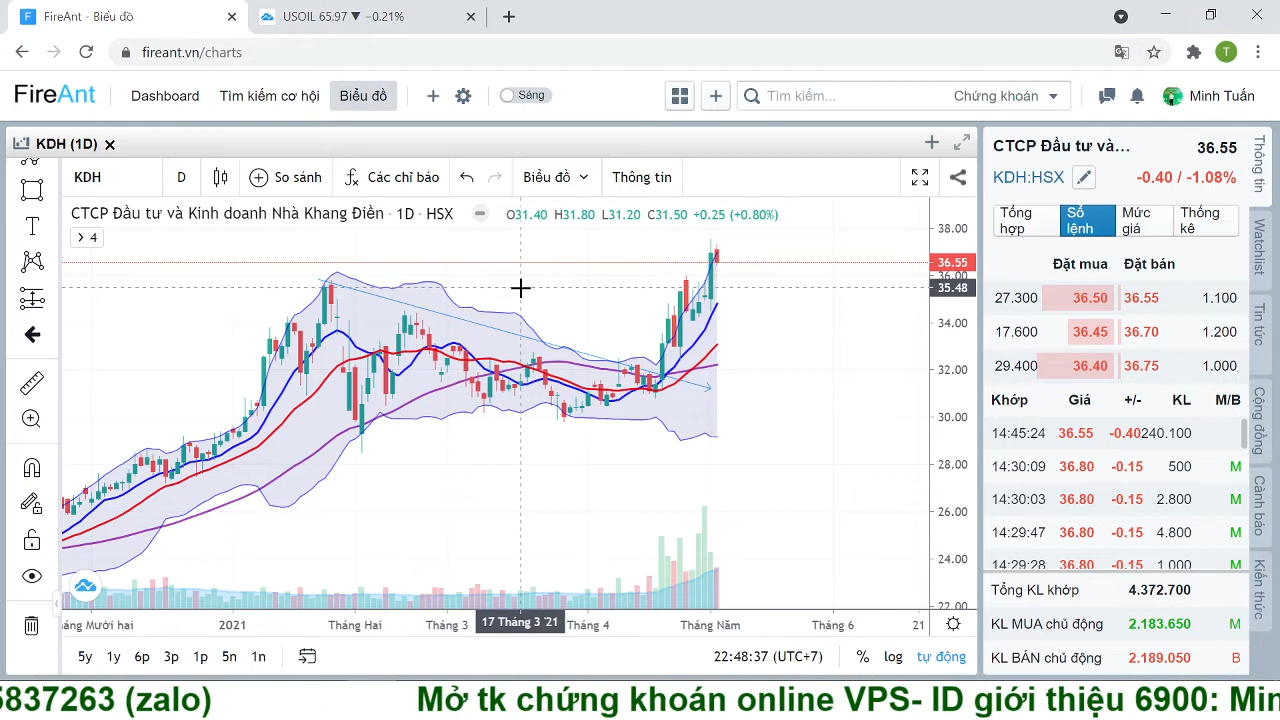 FireAnt - Biểu đồ
USOIL 65.97 ▼ −0.21%
fireant.vn/charts
T
FireAnt
Dashboard
Tìm kiếm cơ hội
Biểu đồ
Sáng
Tìm kiếm...
Chứng khoán
Minh Tuấn
KDH (1D)
KDH
D
So sánh
Các chỉ báo
Biểu đồ
Thông tin
CTCP Đầu tư và Kinh doanh Nhà Khang Điền · 1D · HSX
O31.40 H31.80 L31.20 C31.50 +0.25 (+0.80%)
4
38.00
36.55
36.00
35.48
34.00
32.00
30.00
28.00
26.00
24.00
22.00
2021
Tháng Hai
Tháng 3
17 Tháng 3 '21
Tháng 4
Tháng Năm
Tháng 6
21
5y 1y 6p 3p 1p 5n 1n
22:48:37 (UTC+7)
% log tự động
CTCP Đầu tư và... 36.55
KDH:HSX -0.40 / -1.08%
Tổng hợp
Số lệnh
Mức giá
Thống kê
Đặt mua Đặt bán
27.300 36.50 36.55 1.100
17.600 36.45 36.70 1.200
29.400 36.40 36.75 1.000
Khớp Giá +/- KL M/B
14:45:24 36.55 -0.40 240.100
14:30:09 36.80 -0.15 500 M
14:30:03 36.80 -0.15 2.800 M
14:29:47 36.80 -0.15 4.800 M
14:29:28 36.80 -0.15 1.000 M
Tổng KL khớp 4.372.700
KL MUA chủ động 2.183.650 M
KL BÁN chủ động 2.189.050 B
Thông tin
Watchlist
Tin tức
Cộng đồng
Cảnh báo
Kiến thức
5837263 (zalo)
Mở tk chứng khoán online VPS- ID giới thiệu 6900: